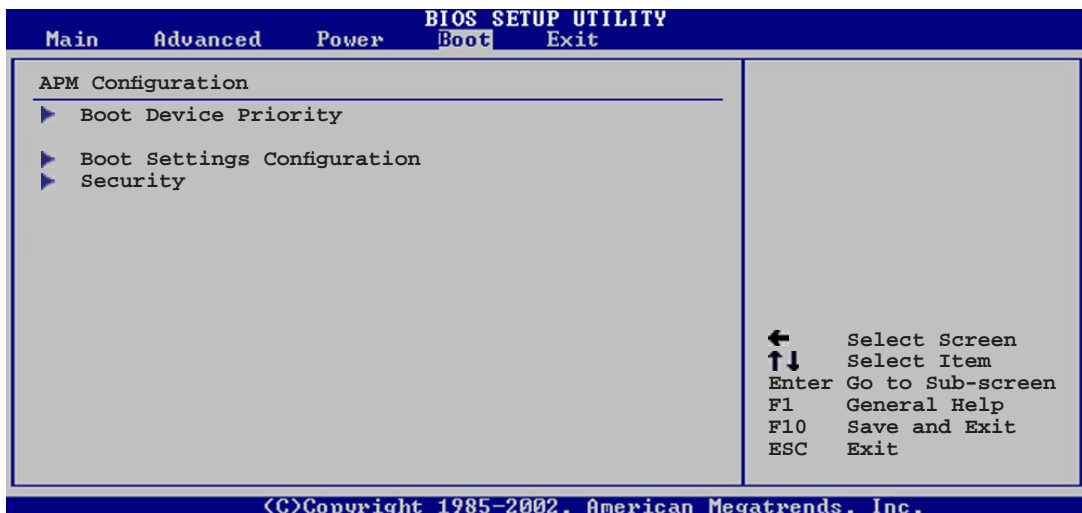 BIOS SETUP UTILITY
Main Advanced Power Boot Exit
APM Configuration
Boot Device Priority
Boot Settings Configuration
Security
← Select Screen
↑↓ Select Item
Enter Go to Sub-screen
F1 General Help
F10 Save and Exit
ESC Exit
(C)Copyright 1985-2002, American Megatrends, Inc.